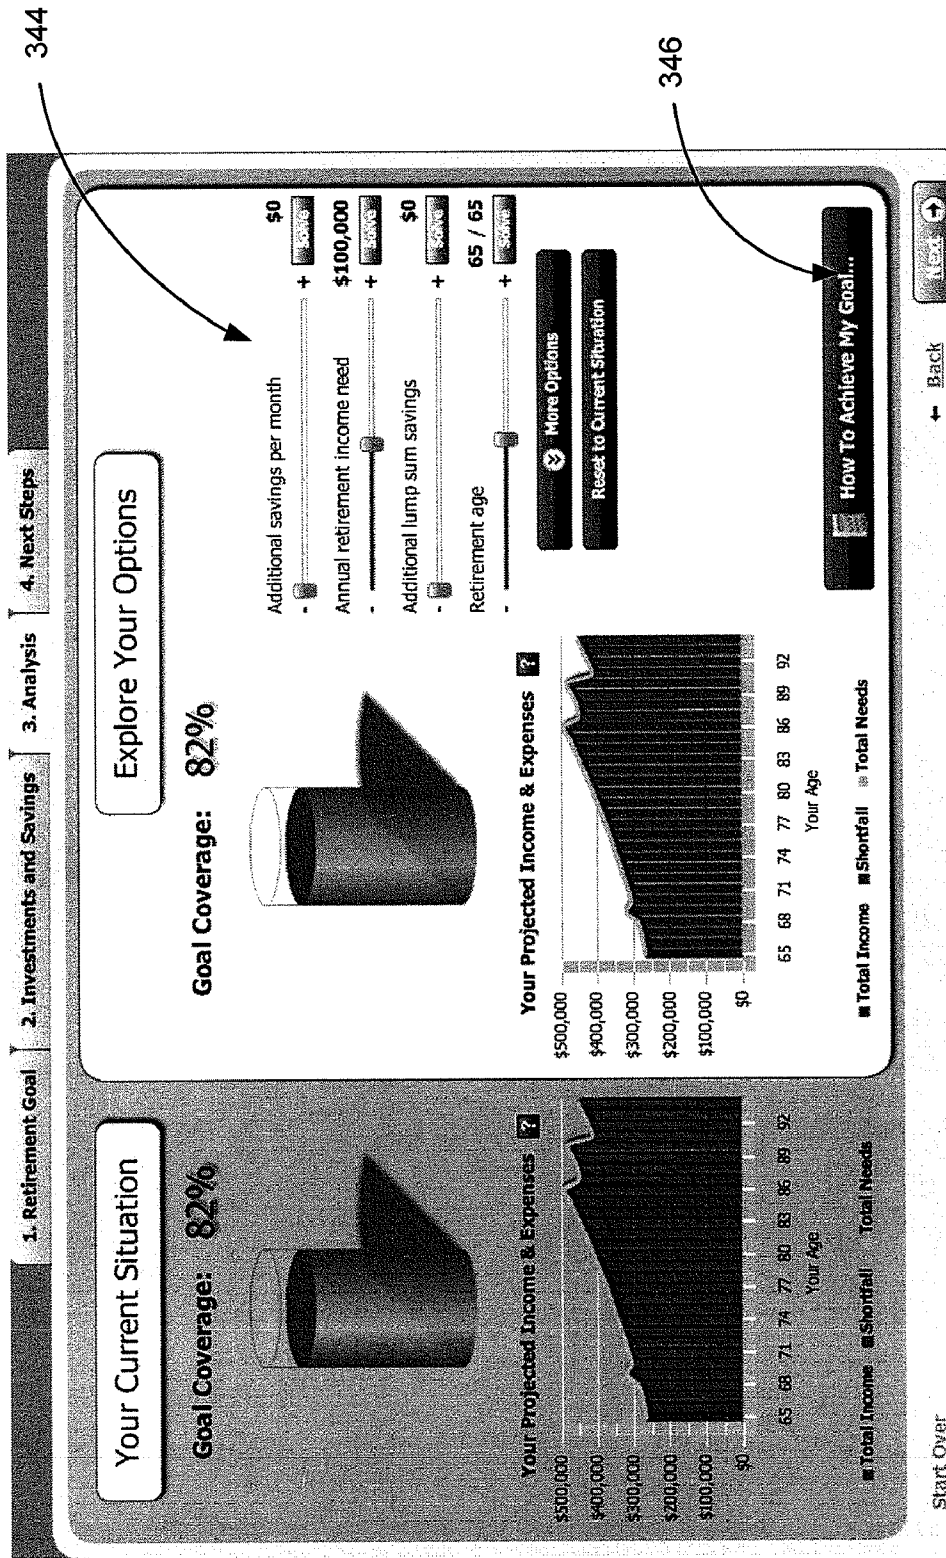 1. Retirement Goal
2. Investments and Savings
3. Analysis
4. Next Steps
Your Current Situation
Goal Coverage: 82%
Your Projected Income & Expenses ?
$500,000
$400,000
$300,000
$200,000
$100,000
$0
65 68 71 74 77 80 83 86 89 92
Your Age
Total Income Shortfall Total Needs
Explore Your Options
Goal Coverage: 82%
Your Projected Income & Expenses ?
$500,000
$400,000
$300,000
$200,000
$100,000
$0
65 68 71 74 77 80 83 86 89 92
Your Age
Total Income Shortfall Total Needs
Additional savings per month $0
- + Solve
Annual retirement income need $100,000
- + Solve
Additional lump sum savings $0
- + Solve
Retirement age 65 / 65
- + Solve
More Options
Reset to Current Situation
How To Achieve My Goal...
Start Over
Back
Next
344
346